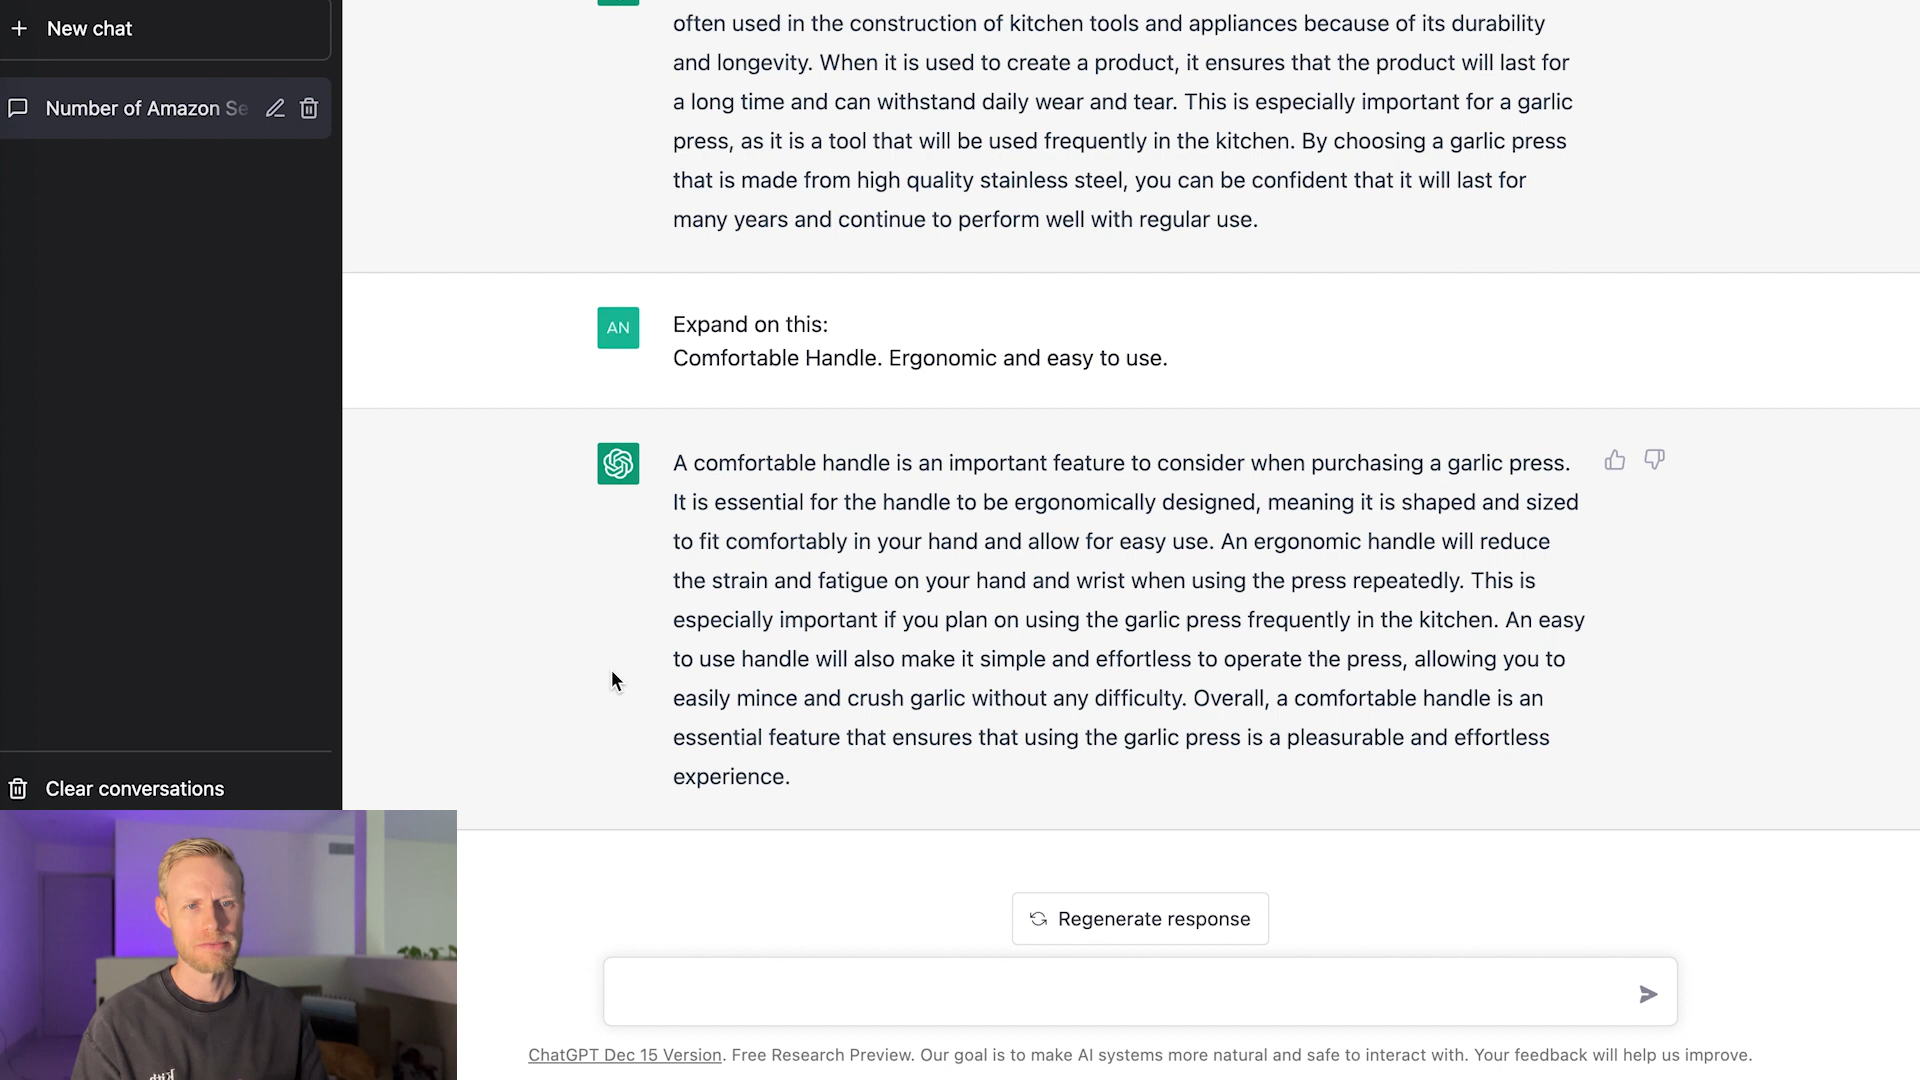 New chat
Number of Amazon Se
often used in the construction of kitchen tools and appliances because of its durability
and longevity. When it is used to create a product, it ensures that the product will last for
a long time and can withstand daily wear and tear. This is especially important for a garlic
press, as it is a tool that will be used frequently in the kitchen. By choosing a garlic press
that is made from high quality stainless steel, you can be confident that it will last for
many years and continue to perform well with regular use.
AN
Expand on this:
Comfortable Handle. Ergonomic and easy to use.
A comfortable handle is an important feature to consider when purchasing a garlic press.
It is essential for the handle to be ergonomically designed, meaning it is shaped and sized
to fit comfortably in your hand and allow for easy use. An ergonomic handle will reduce
the strain and fatigue on your hand and wrist when using the press repeatedly. This is
especially important if you plan on using the garlic press frequently in the kitchen. An easy
to use handle will also make it simple and effortless to operate the press, allowing you to
easily mince and crush garlic without any difficulty. Overall, a comfortable handle is an
essential feature that ensures that using the garlic press is a pleasurable and effortless
experience.
Clear conversations
Regenerate response
ChatGPT Dec 15 Version. Free Research Preview. Our goal is to make AI systems more natural and safe to interact with. Your feedback will help us improve.